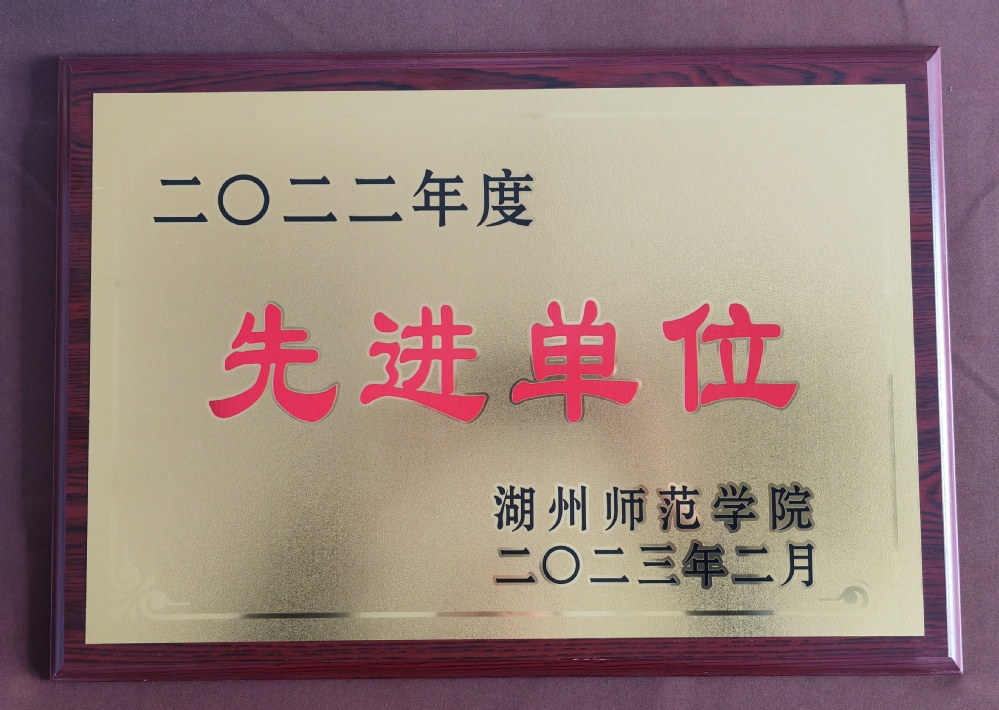 二〇二二年度
先进单位
湖州师范学院
二〇二三年二月